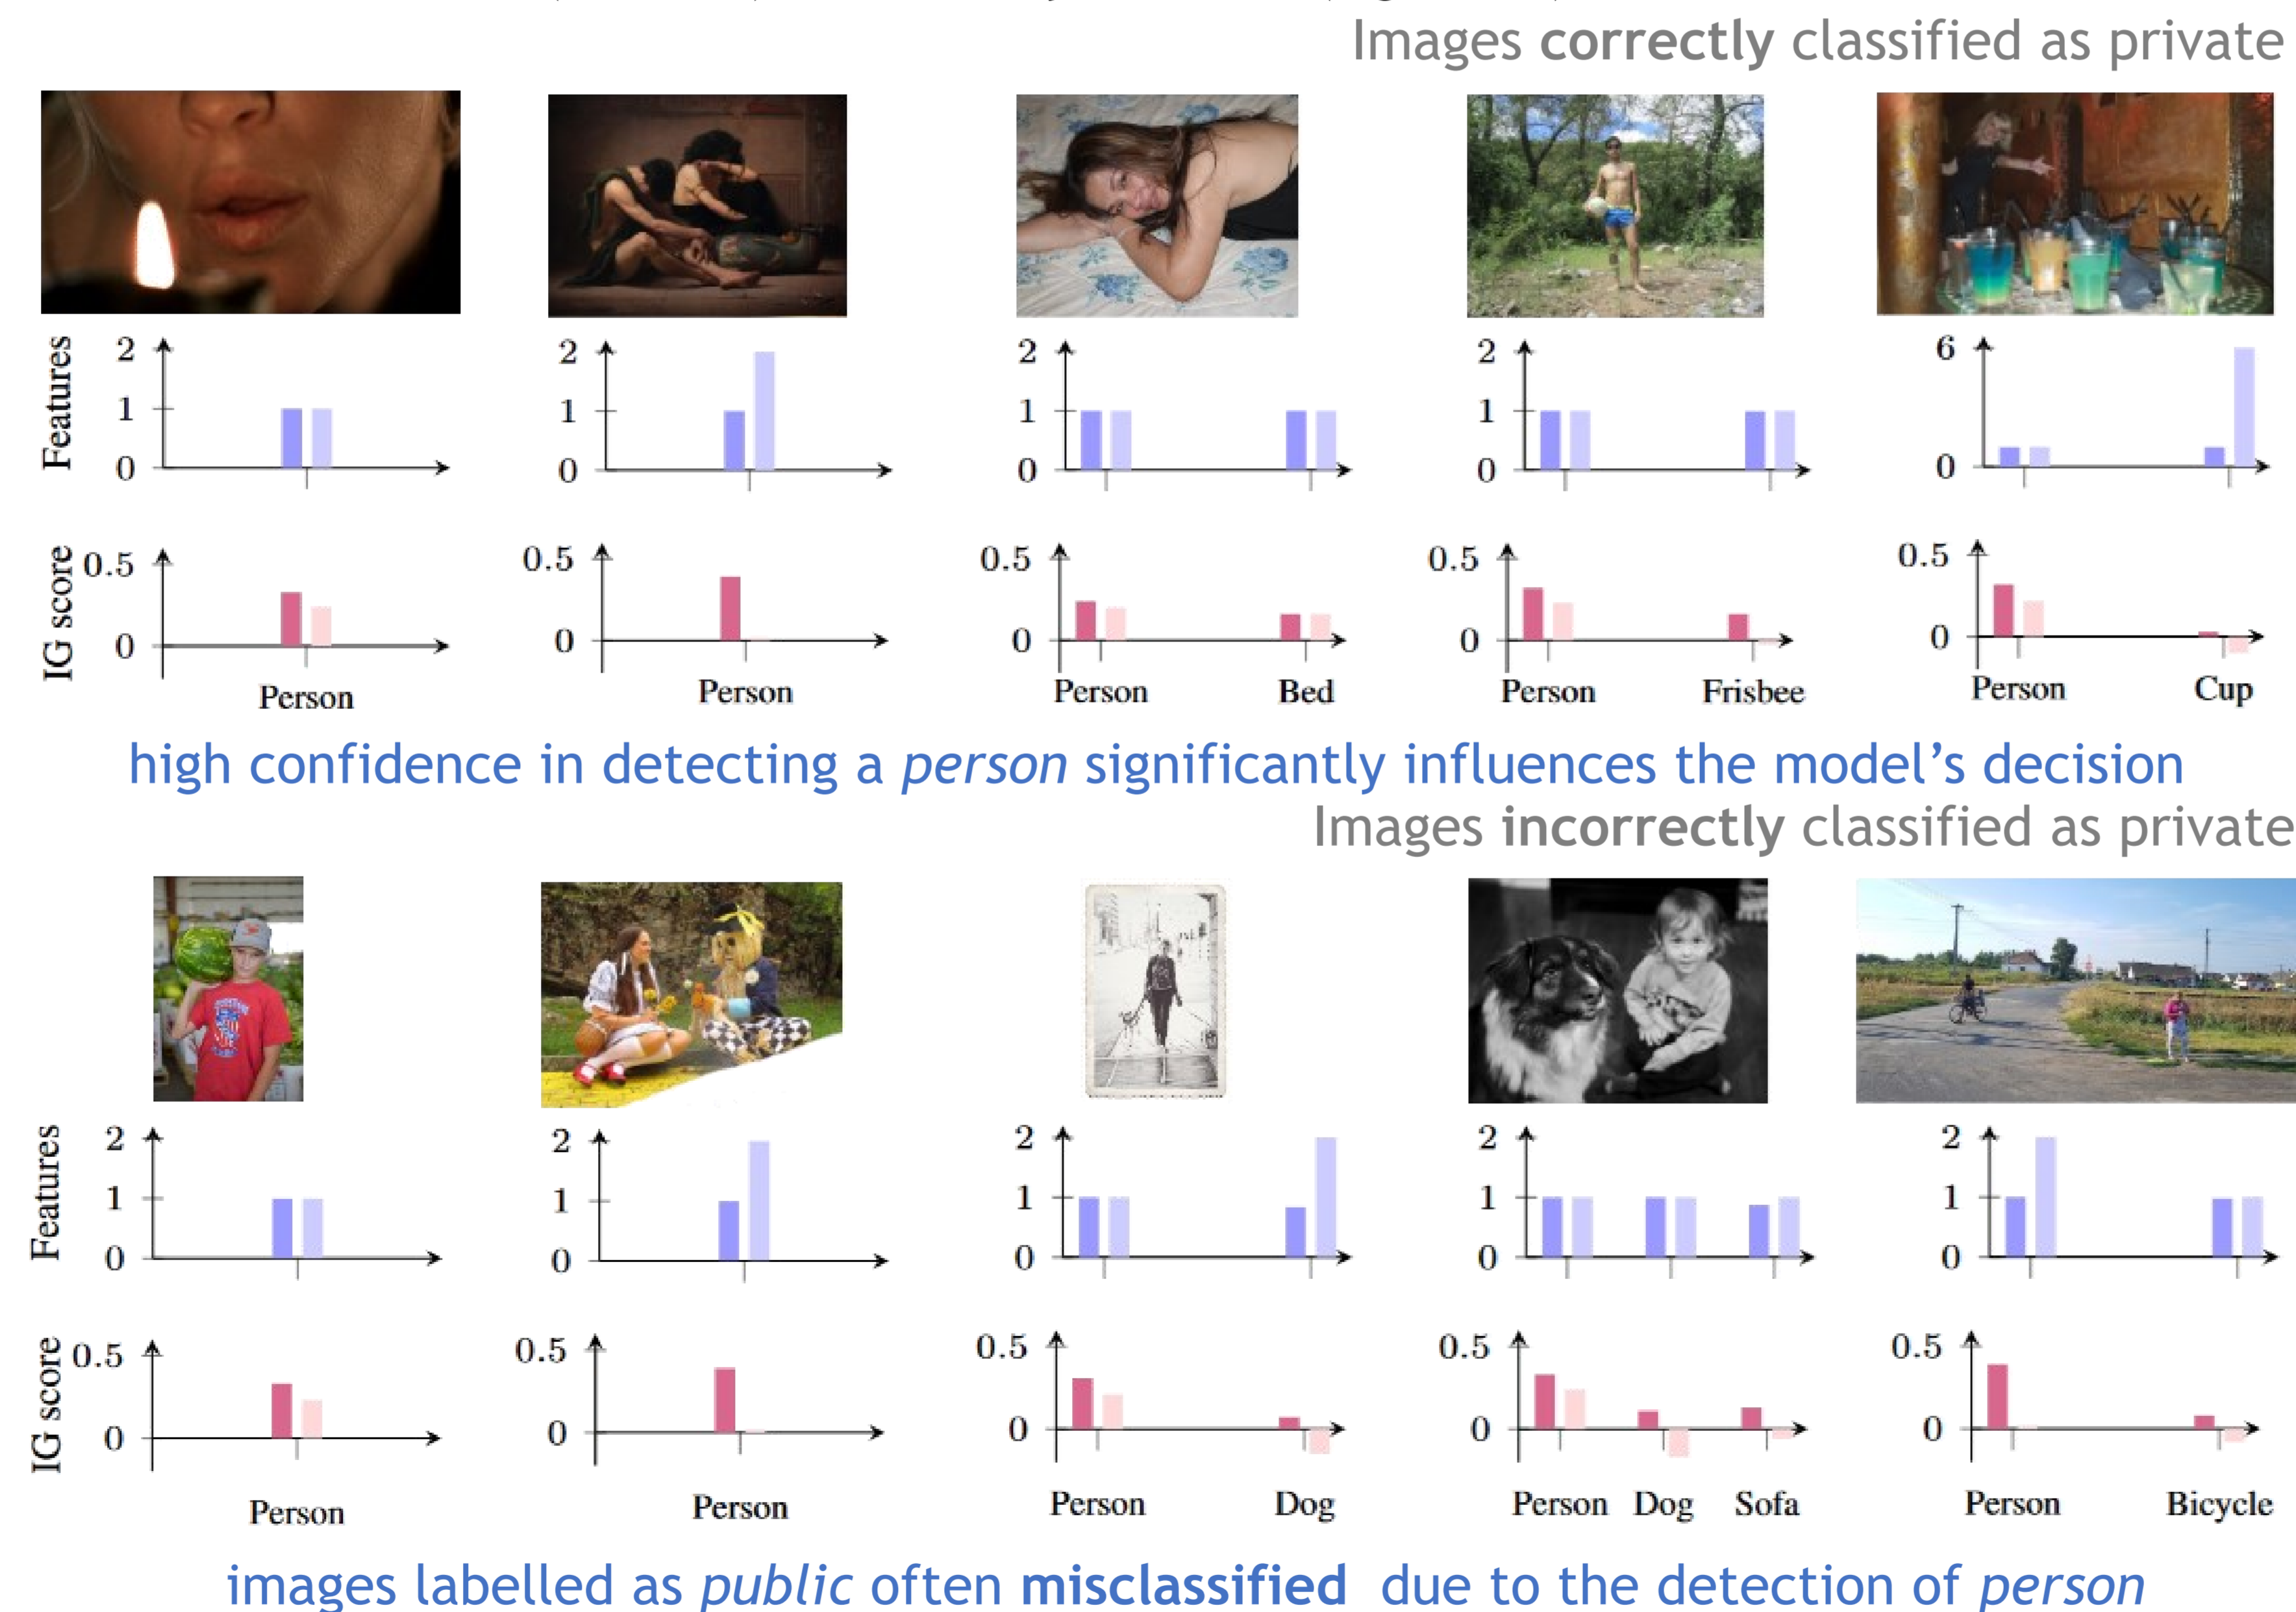 Images correctly classified as private
Features
2
1
0
2
1
0
2
1
0
2
1
0
6
0
IG score
0.5
0
0.5
0
0.5
0
0.5
0
0.5
0
Person
Person
Person Bed
Person Frisbee
Person Cup
high confidence in detecting a person significantly influences the model's decision
Images incorrectly classified as private
Features
2
1
0
2
1
0
2
1
0
2
1
0
2
1
0
IG score
0.5
0
0.5
0
0.5
0
0.5
0
0.5
0
Person
Person
Person Dog
Person Dog Sofa
Person Bicycle
images labelled as public often misclassified due to the detection of person